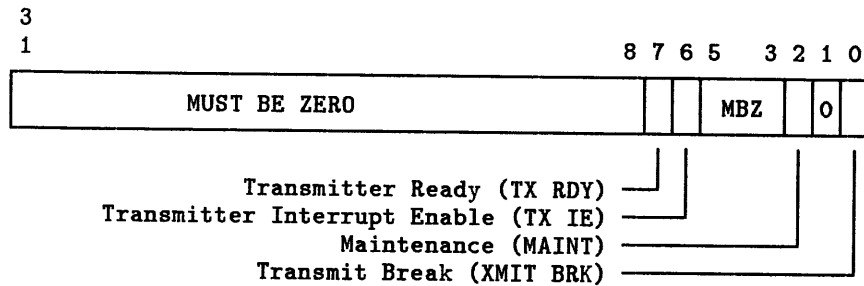 3
1 8 7 6 5 3 2 1 0
MUST BE ZERO MBZ 0
Transmitter Ready (TX RDY)
Transmitter Interrupt Enable (TX IE)
Maintenance (MAINT)
Transmit Break (XMIT BRK)